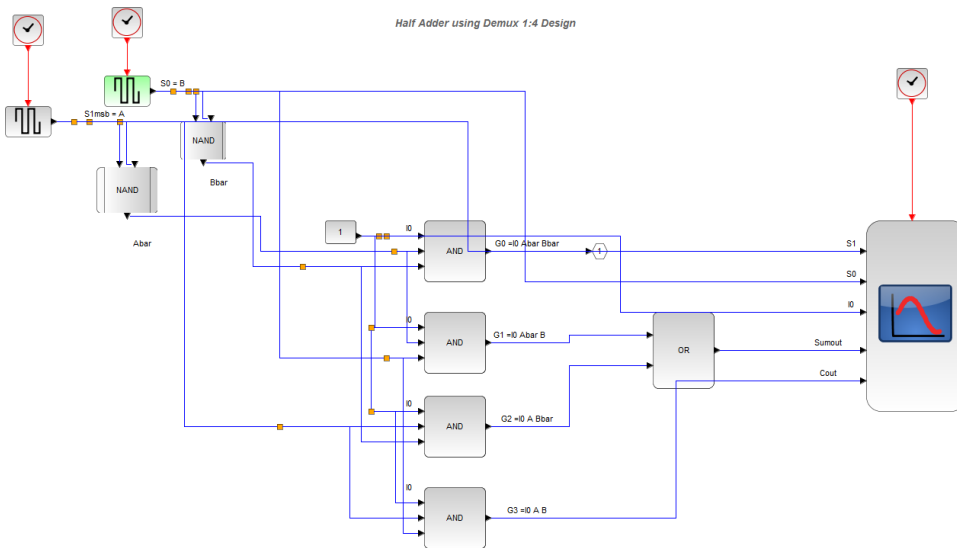 Half Adder using Demux 1:4 Design
S0 = B
S1msb = A
NAND
Bbar
NAND
Abar
1
I0
AND
G0 =I0 Abar Bbar
1
S1
S0
I0
I0
AND
G1 =I0 Abar B
OR
Sumout
Cout
I0
AND
G2 =I0 A Bbar
I0
AND
G3 =I0 A B